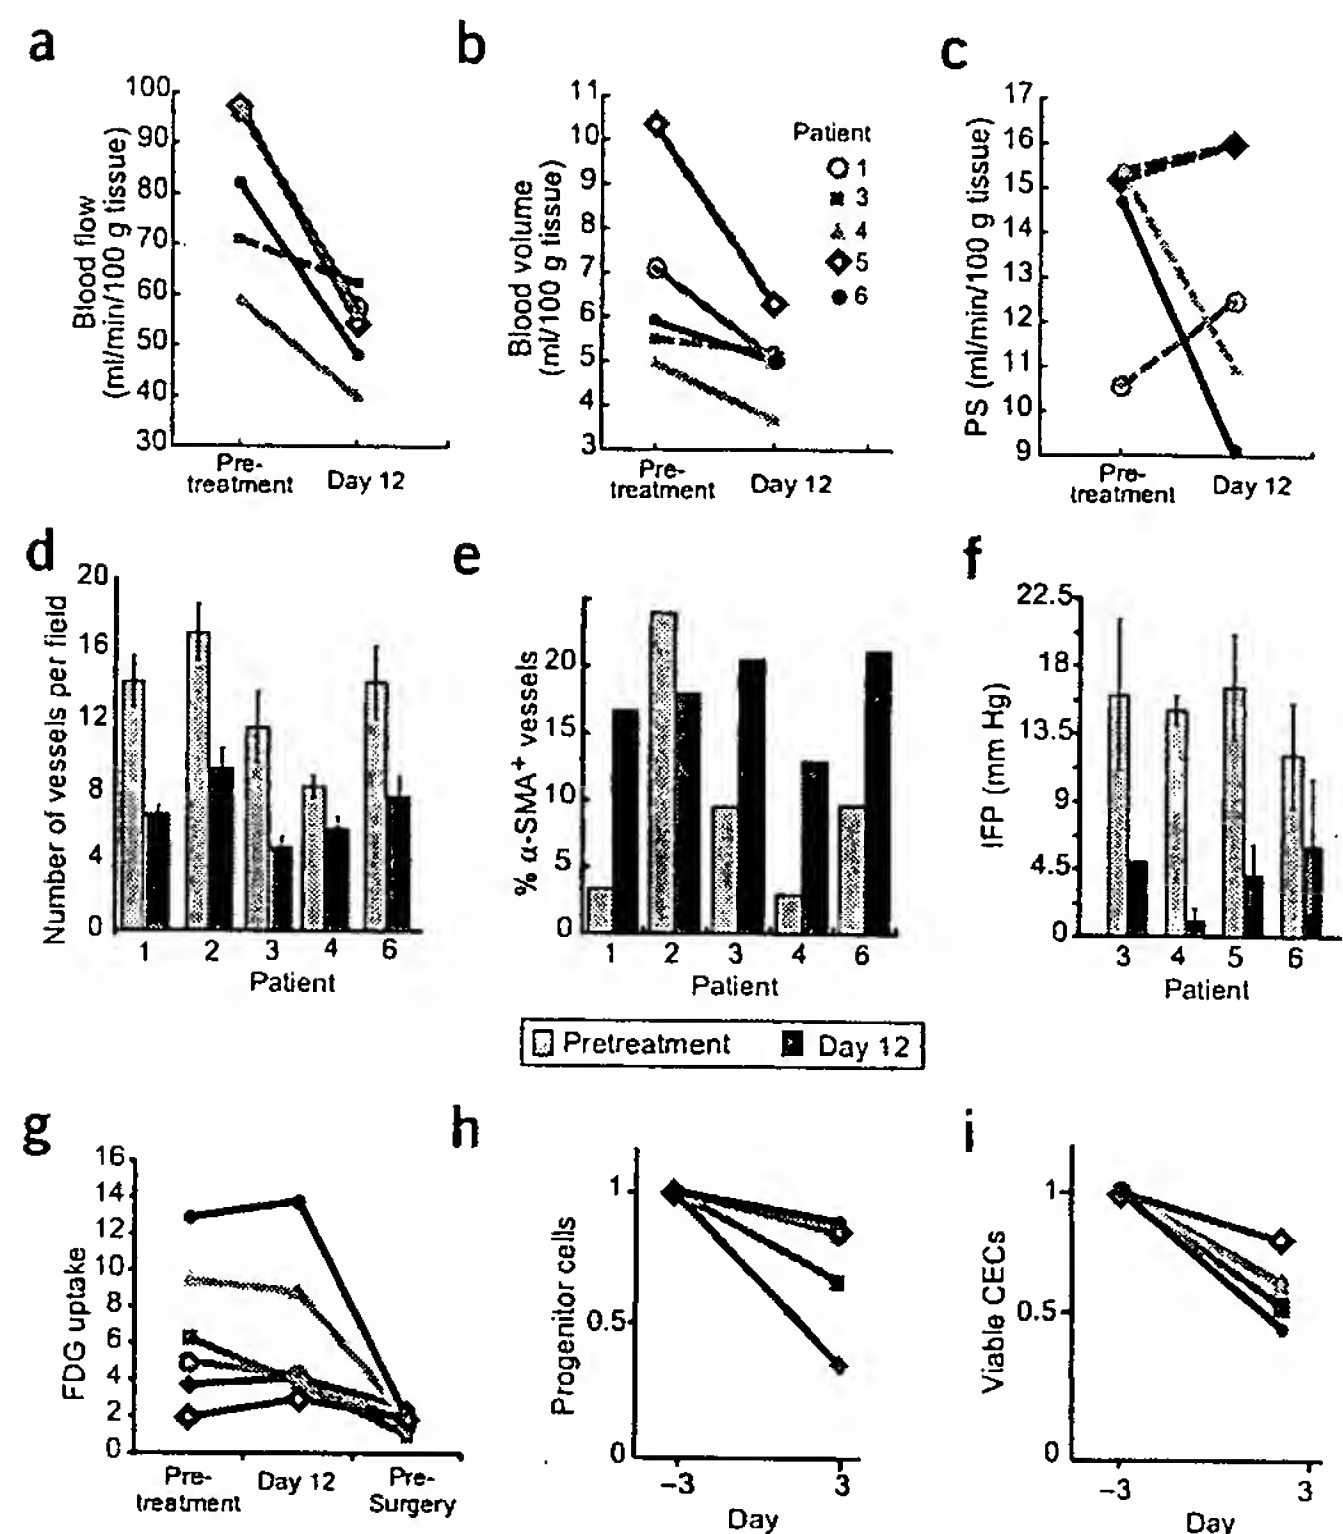 a
Blood flow
(ml/min/100 g tissue)
100
90
80
70
60
50
40
30
Pre-
treatment
Day 12
b
Blood volume
(ml/100 g tissue)
11
10
9
8
7
6
5
4
3
Pre-
treatment
Day 12
Patient
1
3
4
5
6
c
PS (ml/min/100 g tissue)
17
16
15
14
13
12
11
10
9
Pre-
treatment
Day 12
d
Number of vessels per field
20
16
12
8
4
0
1 2 3 4 6
Patient
e
% α-SMA+ vessels
20
15
10
5
0
1 2 3 4 6
Patient
f
IFP (mm Hg)
22.5
18
13.5
9
4.5
0
3 4 5 6
Patient
Pretreatment Day 12
g
FDG uptake
16
14
12
10
8
6
4
2
0
Pre-
treatment
Day 12
Pre-
Surgery
h
Progenitor cells
1
0.5
0
−3 3
Day
i
Viable CECs
1
0.5
0
−3 3
Day